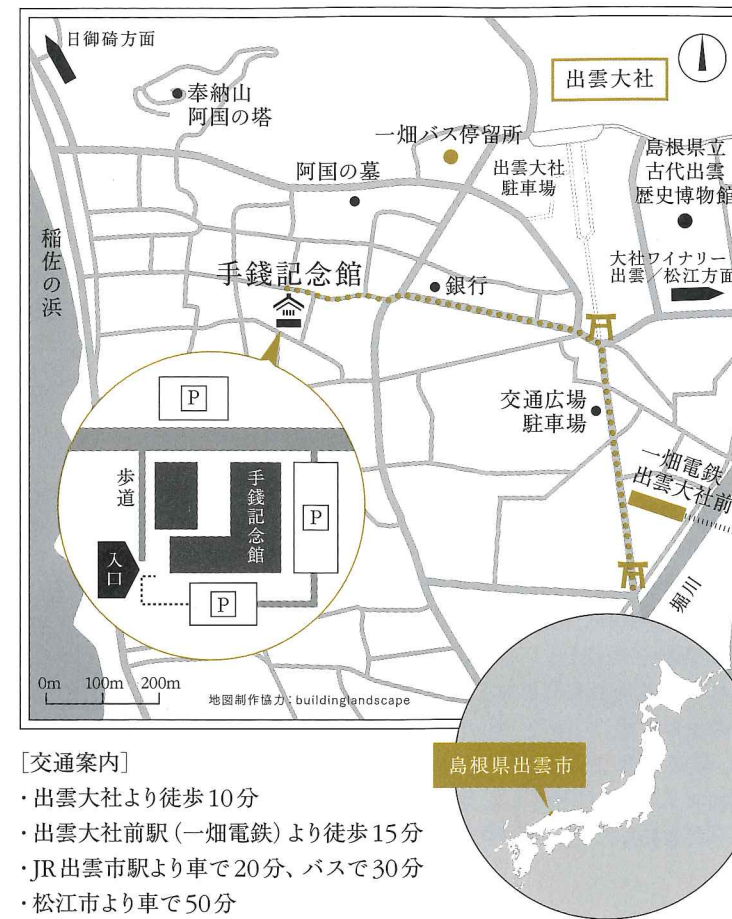 日御碕方面
奉納山
阿国の塔
出雲大社
一畑バス停留所
阿国の墓
出雲大社
駐車場
島根県立
古代出雲
歴史博物館
稲佐の浜
手錢記念館
銀行
大社ワイナリー
出雲/松江方面
交通広場
駐車場
一畑電鉄
出雲大社前
堀川
P
歩道
手錢記念館
P
入口
P
0m 100m 200m
地図制作協力:buildinglandscape
島根県出雲市
[交通案内]
・出雲大社より徒歩10分
・出雲大社前駅(一畑電鉄)より徒歩15分
・JR出雲市駅より車で20分、バスで30分
・松江市より車で50分